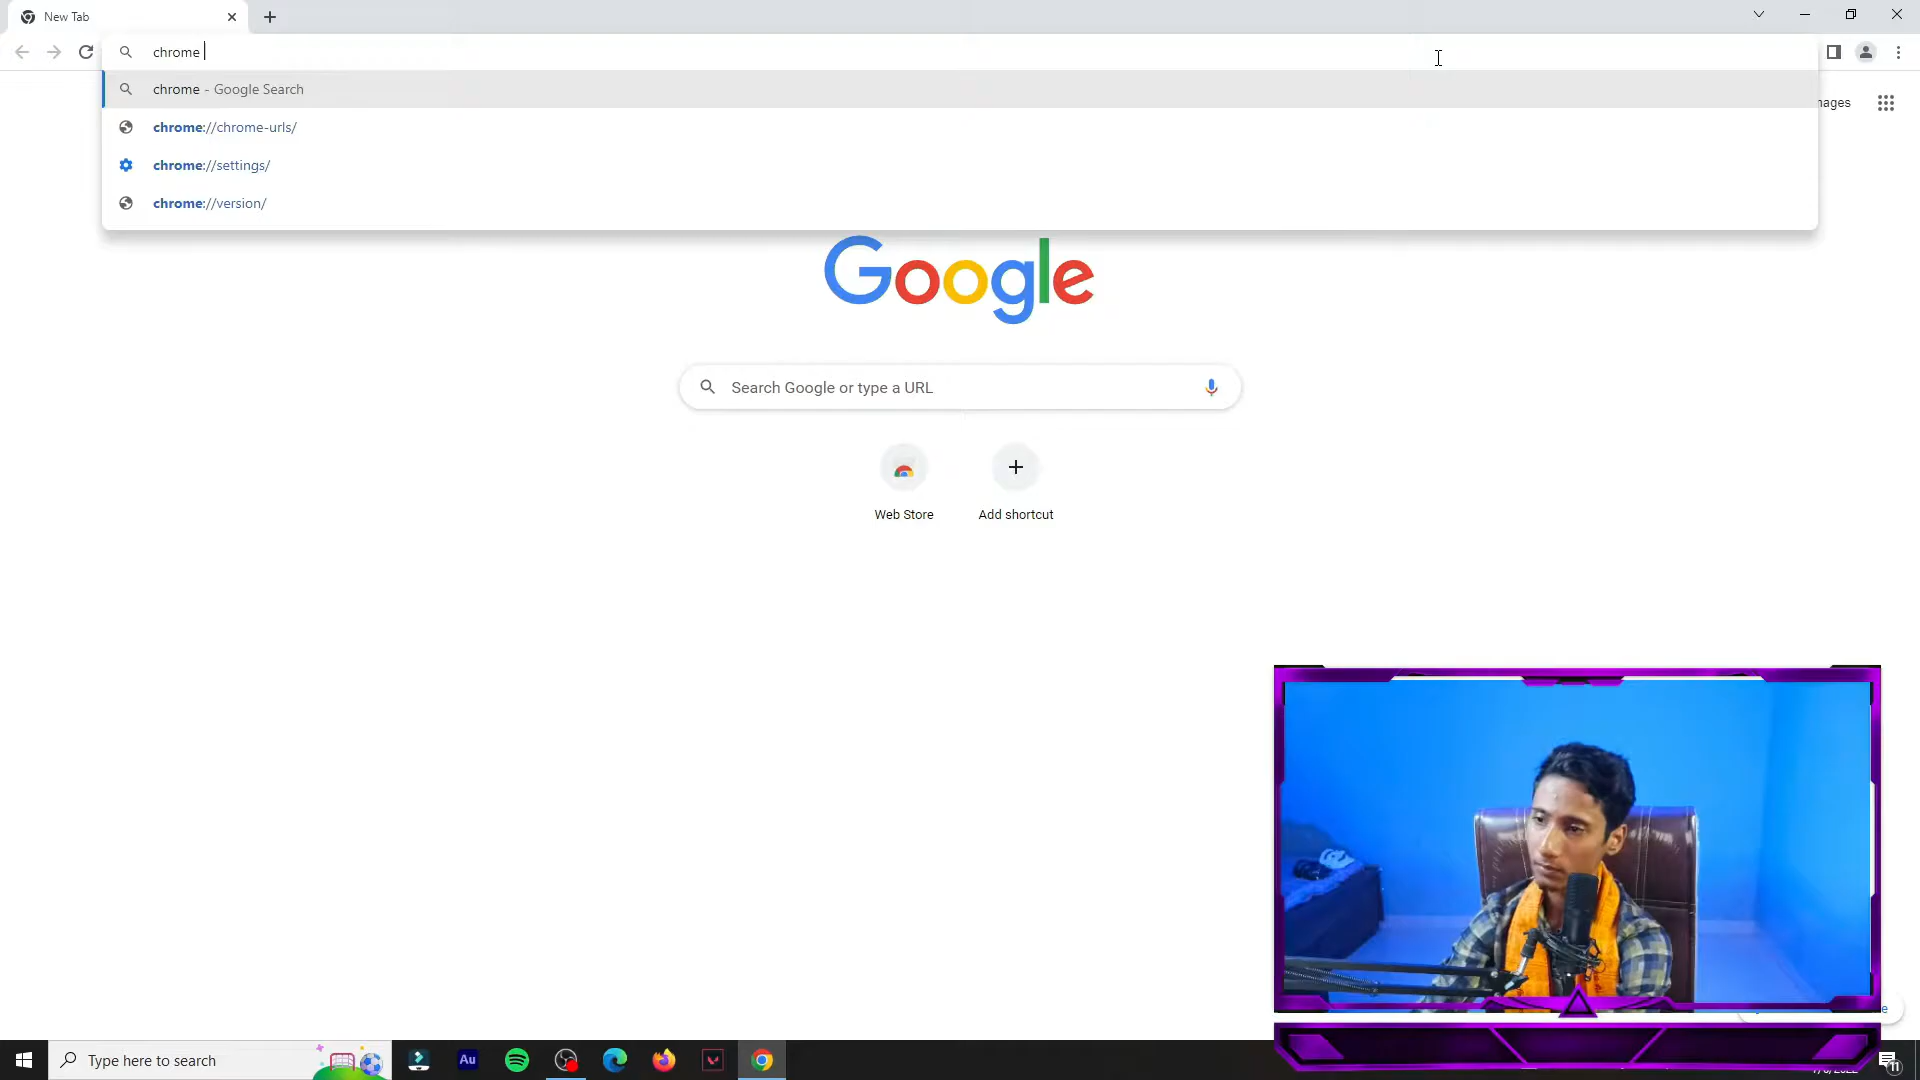 New Tab
chrome
chrome - Google Search
chrome://chrome-urls/
chrome://settings/
chrome://version/
Google
Search Google or type a URL
Web Store
Add shortcut
Type here to search
Au
11